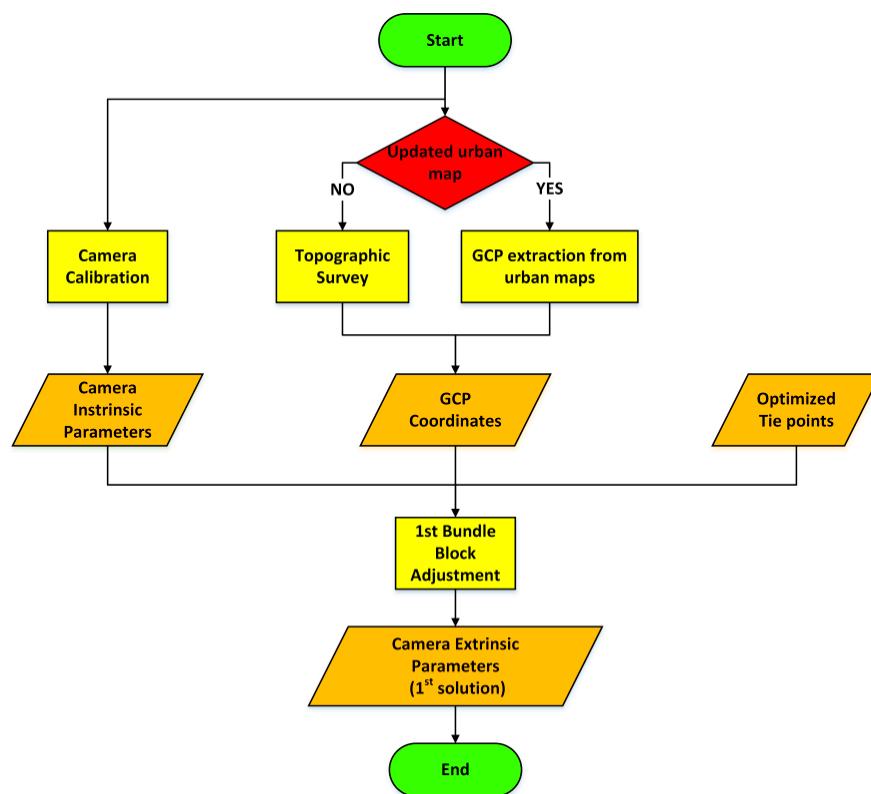 Start
Updated urban
map
NO
YES
Camera
Calibration
Topographic
Survey
GCP extraction from
urban maps
Camera
Instrinsic
Parameters
GCP
Coordinates
Optimized
Tie points
1st Bundle
Block
Adjustment
Camera Extrinsic
Parameters
(1st solution)
End